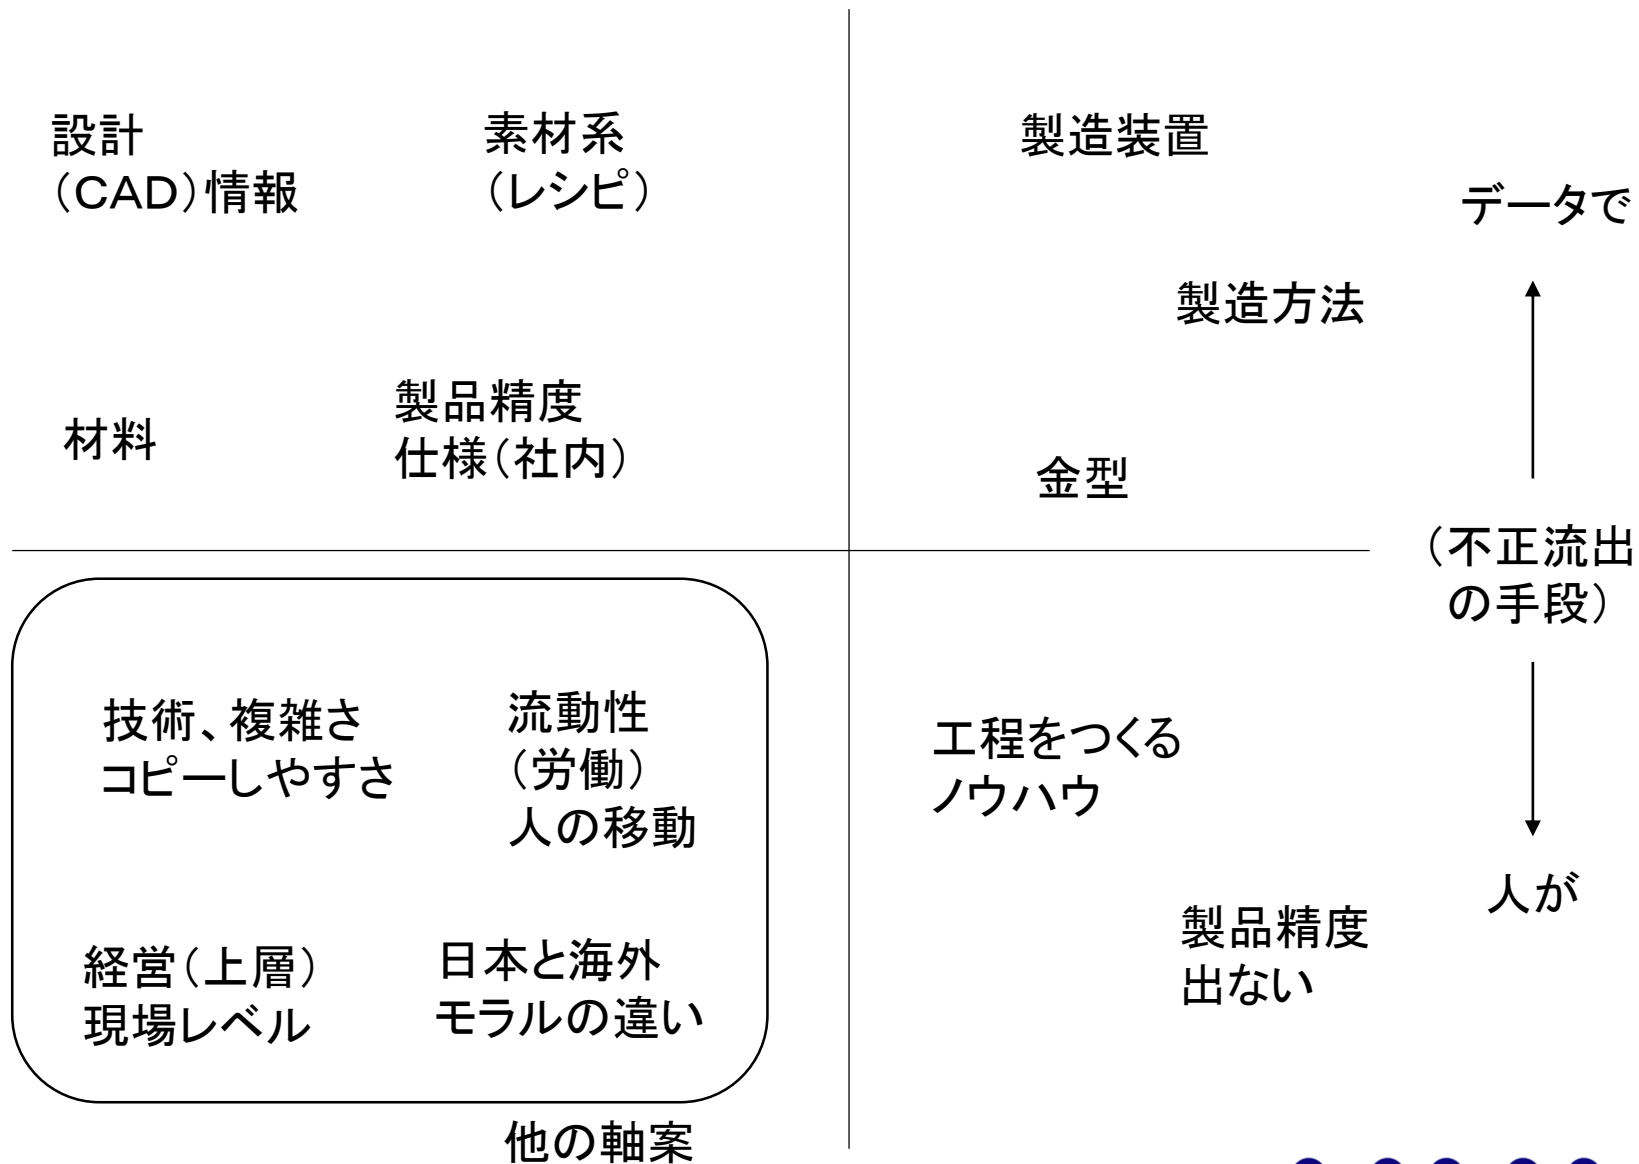 設計
（CAD）情報
素材系
（レシピ）
製造装置
データで
製造方法
材料
製品精度
仕様（社内）
金型
（不正流出
の手段）
技術、複雑さ
コピーしやすさ
流動性
（労働）
人の移動
工程をつくる
ノウハウ
人が
製品精度
出ない
経営（上層）
現場レベル
日本と海外
モラルの違い
他の軸案